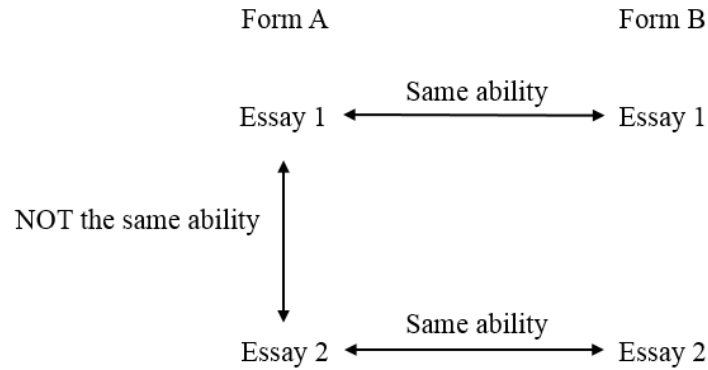 Form A Form B
Same ability
Essay 1 Essay 1
NOT the same ability
Same ability
Essay 2 Essay 2